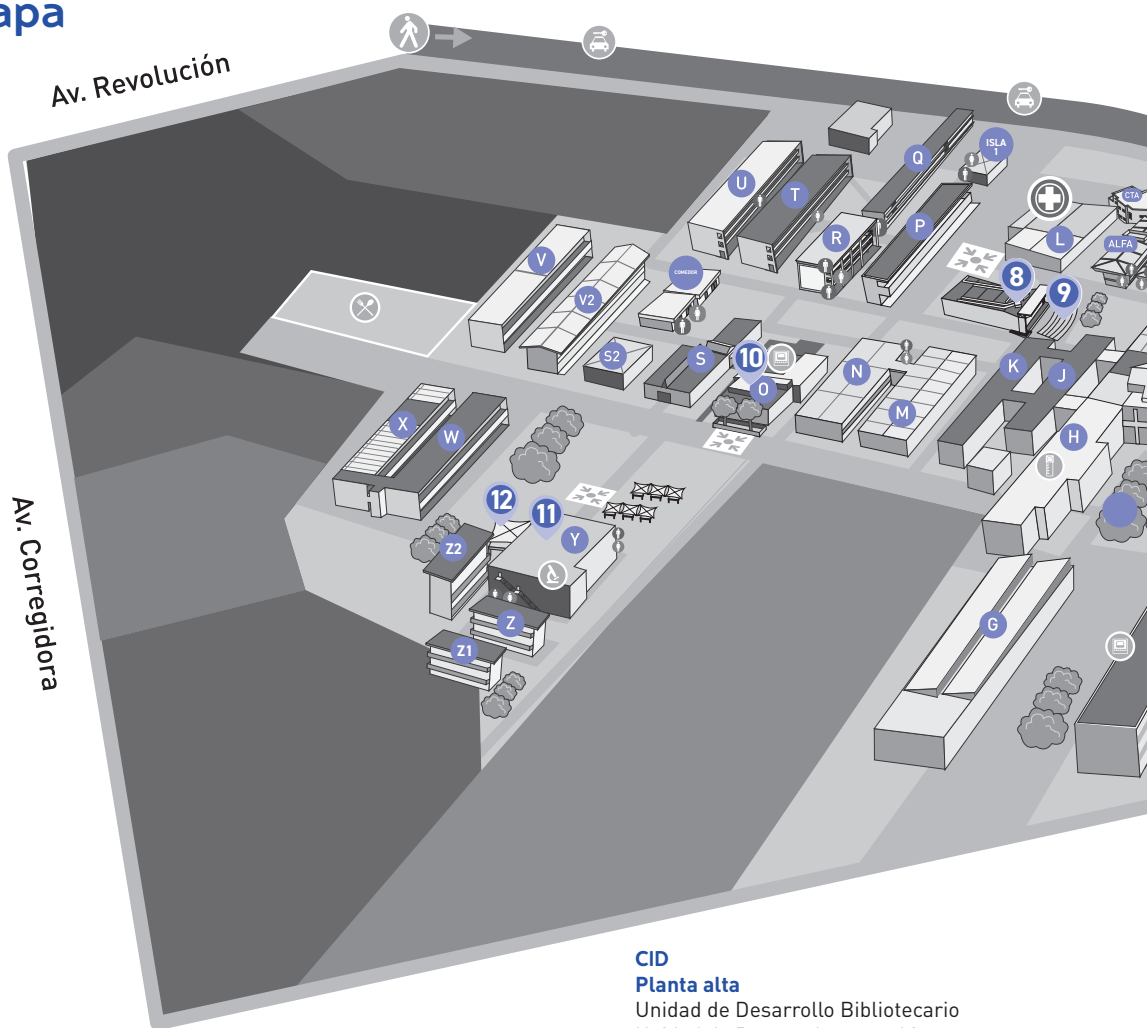 apa
Av. Revolución
ISLA
1
Q
U
T
CTA
P
R
L
ALFA
V
COMEDOR
8
9
V2
S2
S
10
O
N
K
J
M
X
W
H
12
11
Y
Z2
Av. Corregidora
Z
G
Z1
CID
Planta alta
Unidad de Desarrollo Bibliotecario